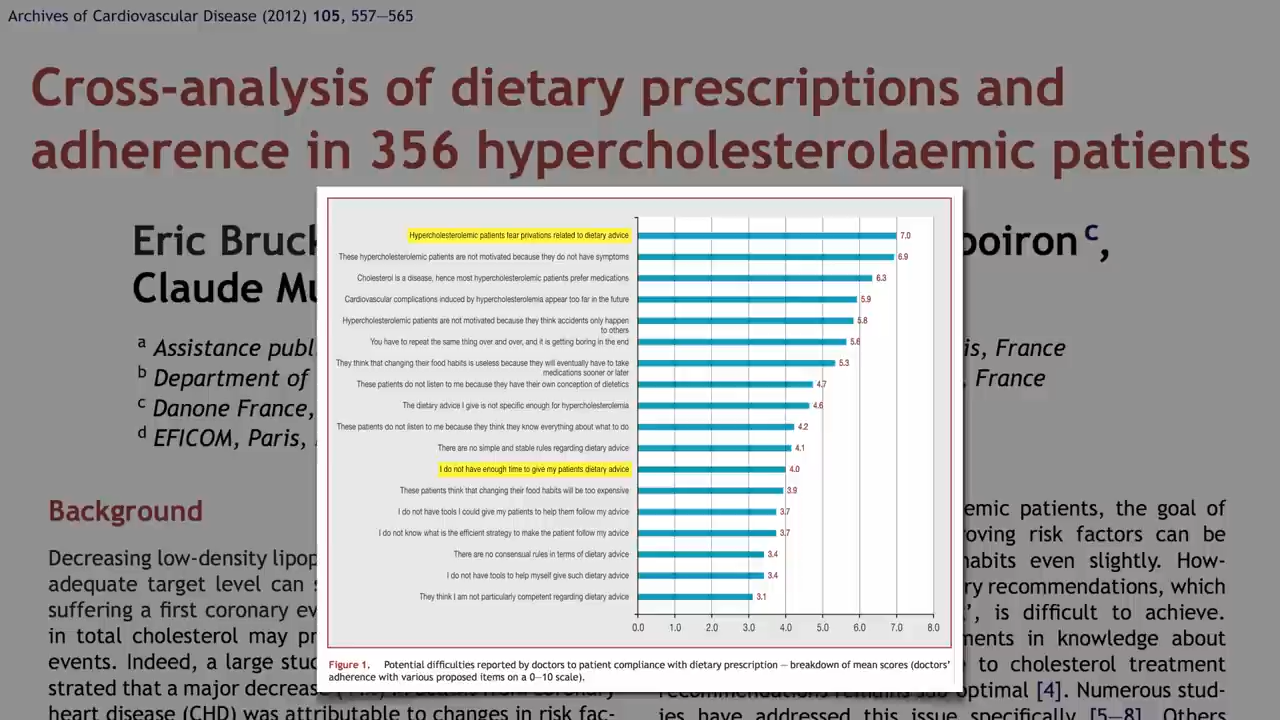 Archives of Cardiovascular Disease (2012) 105, 557—565
Cross-analysis of dietary prescriptions and
adherence in 356 hypercholesterolaemic patients
Eric Bruck
oiron c,
Claude Mu
a Assistance publ
is, France
b Department of
, France
c Danone France,
d EFICOM, Paris,
Hypercholesterolemic patients fear privations related to dietary advice 7.0
These hypercholesterolemic patients are not motivated because they do not have symptoms 6.9
Cholesterol is a disease, hence most hypercholesterolemic patients prefer medications 6.3
Cardiovascular complications induced by hypercholesterolemia appear too far in the future 5.9
Hypercholesterolemic patients are not motivated because they think accidents only happen 5.8
to others
You have to repeat the same thing over and over, and it is getting boring in the end 5.6
They think that changing their food habits is useless because they will eventually have to take 5.3
medications sooner or later
These patients do not listen to me because they have their own conception of dietetics 4.7
The dietary advice I give is not specific enough for hypercholesterolemia 4.6
These patients do not listen to me because they think they know everything about what to do 4.2
There are no simple and stable rules regarding dietary advice 4.1
I do not have enough time to give my patients dietary advice 4.0
These patients think that changing their food habits will be too expensive 3.9
I do not have tools I could give my patients to help them follow my advice 3.7
I do not know what is the efficient strategy to make the patient follow my advice 3.7
There are no consensual rules in terms of dietary advice 3.4
I do not have tools to help myself give such dietary advice 3.4
They think I am not particularly competent regarding dietary advice 3.1
0.0 1.0 2.0 3.0 4.0 5.0 6.0 7.0 8.0
Figure 1. Potential difficulties reported by doctors to patient compliance with dietary prescription — breakdown of mean scores (doctors'
adherence with various proposed items on a 0—10 scale).
Background
Decreasing low-density lipop
adequate target level can
suffering a first coronary ev
in total cholesterol may pr
events. Indeed, a large stud
strated that a major decreas
heart disease (CHD) was attributable to changes in risk fac-
emic patients, the goal of
oving risk factors can be
habits even slightly. How-
ry recommendations, which
', is difficult to achieve.
ments in knowledge about
to cholesterol treatment
optimal [4]. Numerous stud-
ies have addressed this issue specifically [5—8]. Others